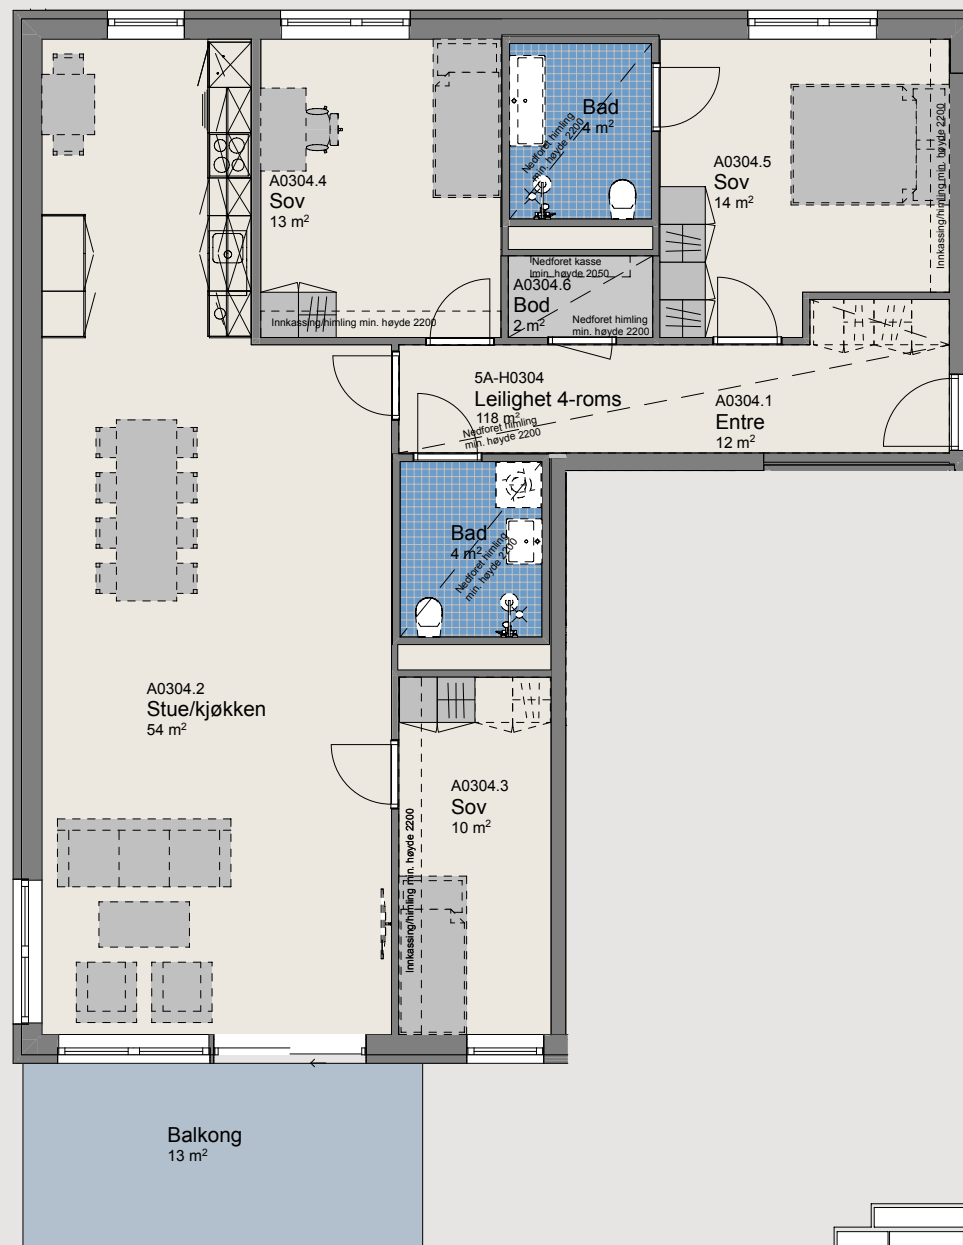 Bad
4 m²
Nedforet himling
min. høyde 2200
A0304.4
Sov
13 m²
Innkassing/himling min. høyde 2200
A0304.5
Sov
14 m²
Innkassing/himling min. høyde 2200
Nedforet kasse
min. høyde 2050
A0304.6
Bod
2 m²
Nedforet himling
min. høyde 2200
5A-H0304
Leilighet 4-roms
118 m²
Nedforet himling
min. høyde 2200
A0304.1
Entre
12 m²
Bad
4 m²
Nedforet himling
min. høyde 2200
A0304.2
Stue/kjøkken
54 m²
A0304.3
Sov
10 m²
Innkassing/himling min. høyde 2200
Balkong
13 m²